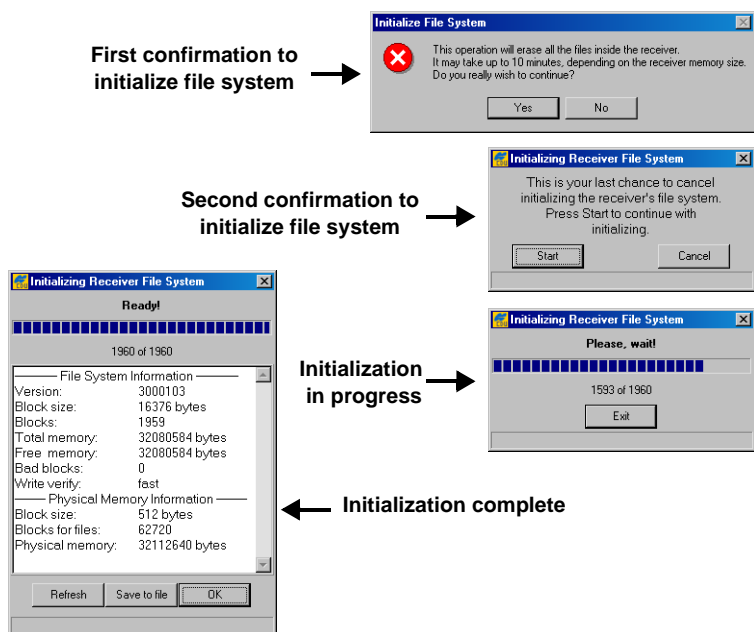 Initialize File System
First confirmation to
initialize file system
This operation will erase all the files inside the receiver.
It may take up to 10 minutes, depending on the receiver memory size.
Do you really wish to continue?
Yes No
Initializing Receiver File System
Second confirmation to
initialize file system
This is your last chance to cancel
initializing the receiver's file system.
Press Start to continue with
initializing.
Start Cancel
Initializing Receiver File System
Ready!
1960 of 1960
File System Information
Version: 3000103
Block size: 16376 bytes
Blocks: 1959
Total memory: 32080584 bytes
Free memory: 32080584 bytes
Bad blocks: 0
Write verify: fast
Physical Memory Information
Block size: 512 bytes
Blocks for files: 62720
Physical memory: 32112640 bytes
Refresh Save to file OK
Initialization
in progress
Initializing Receiver File System
Please, wait!
1593 of 1960
Exit
Initialization complete